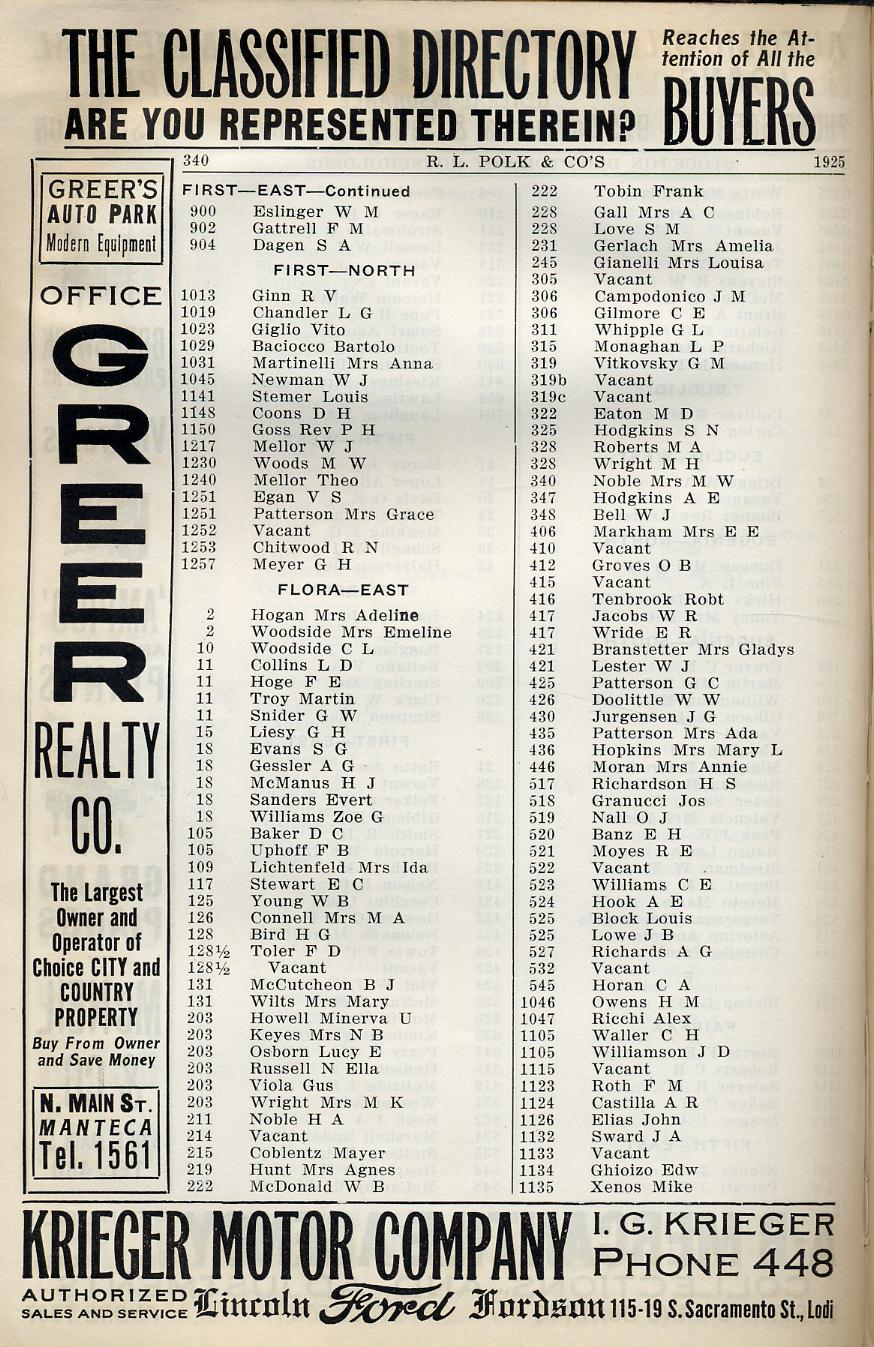 THE CLASSIFIED DIRECTORY
ARE YOU REPRESENTED THEREIN?
Reaches the At-
tention of All the
BUYERS
340 R. L. POLK & CO'S 1925
GREER'S
AUTO PARK
Modern Equipment
OFFICE
GREER
REALTY
CO.
The Largest
Owner and
Operator of
Choice CITY and
COUNTRY
PROPERTY
Buy From Owner
and Save Money
N. MAIN ST.
MANTECA
Tel. 1561
FIRST—EAST—Continued
900 Eslinger W M
902 Gattrell F M
904 Dagen S A
FIRST—NORTH
1013 Ginn R V
1019 Chandler L G
1023 Giglio Vito
1029 Baciocco Bartolo
1031 Martinelli Mrs Anna
1045 Newman W J
1141 Stemer Louis
1148 Coons D H
1150 Goss Rev P H
1217 Mellor W J
1230 Woods M W
1240 Mellor Theo
1251 Egan V S
1251 Patterson Mrs Grace
1252 Vacant
1253 Chitwood R N
1257 Meyer G H
FLORA—EAST
2 Hogan Mrs Adeline
2 Woodside Mrs Emeline
10 Woodside C L
11 Collins L D
11 Hoge F E
11 Troy Martin
11 Snider G W
15 Liesy G H
18 Evans S G
18 Gessler A G
18 McManus H J
18 Sanders Evert
18 Williams Zoe G
105 Baker D C
105 Uphoff F B
109 Lichtenfeld Mrs Ida
117 Stewart E C
125 Young W B
126 Connell Mrs M A
128 Bird H G
128½ Toler F D
128½ Vacant
131 McCutcheon B J
131 Wilts Mrs Mary
203 Howell Minerva U
203 Keyes Mrs N B
203 Osborn Lucy E
203 Russell N Ella
203 Viola Gus
203 Wright Mrs M K
211 Noble H A
214 Vacant
215 Coblentz Mayer
219 Hunt Mrs Agnes
222 McDonald W B
222 Tobin Frank
228 Gall Mrs A C
228 Love S M
231 Gerlach Mrs Amelia
245 Gianelli Mrs Louisa
305 Vacant
306 Campodonico J M
306 Gilmore C E
311 Whipple G L
315 Monaghan L P
319 Vitkovsky G M
319b Vacant
319c Vacant
322 Eaton M D
325 Hodgkins S N
328 Roberts M A
328 Wright M H
340 Noble Mrs M W
347 Hodgkins A E
348 Bell W J
406 Markham Mrs E E
410 Vacant
412 Groves O B
415 Vacant
416 Tenbrook Robt
417 Jacobs W R
417 Wride E R
421 Branstetter Mrs Gladys
421 Lester W J
425 Patterson G C
426 Doolittle W W
430 Jurgensen J G
435 Patterson Mrs Ada
436 Hopkins Mrs Mary L
446 Moran Mrs Annie
517 Richardson H S
518 Granucci Jos
519 Nall O J
520 Banz E H
521 Moyes R E
522 Vacant
523 Williams C E
524 Hook A E
525 Block Louis
525 Lowe J B
527 Richards A G
532 Vacant
545 Horan C A
1046 Owens H M
1047 Ricchi Alex
1105 Waller C H
1105 Williamson J D
1115 Vacant
1123 Roth F M
1124 Castilla A R
1126 Elias John
1132 Sward J A
1133 Vacant
1134 Ghioizo Edw
1135 Xenos Mike
KRIEGER MOTOR COMPANY
I. G. KRIEGER
PHONE 448
AUTHORIZED
SALES AND SERVICE
Lincoln Ford Fordson 115-19 S. Sacramento St., Lodi